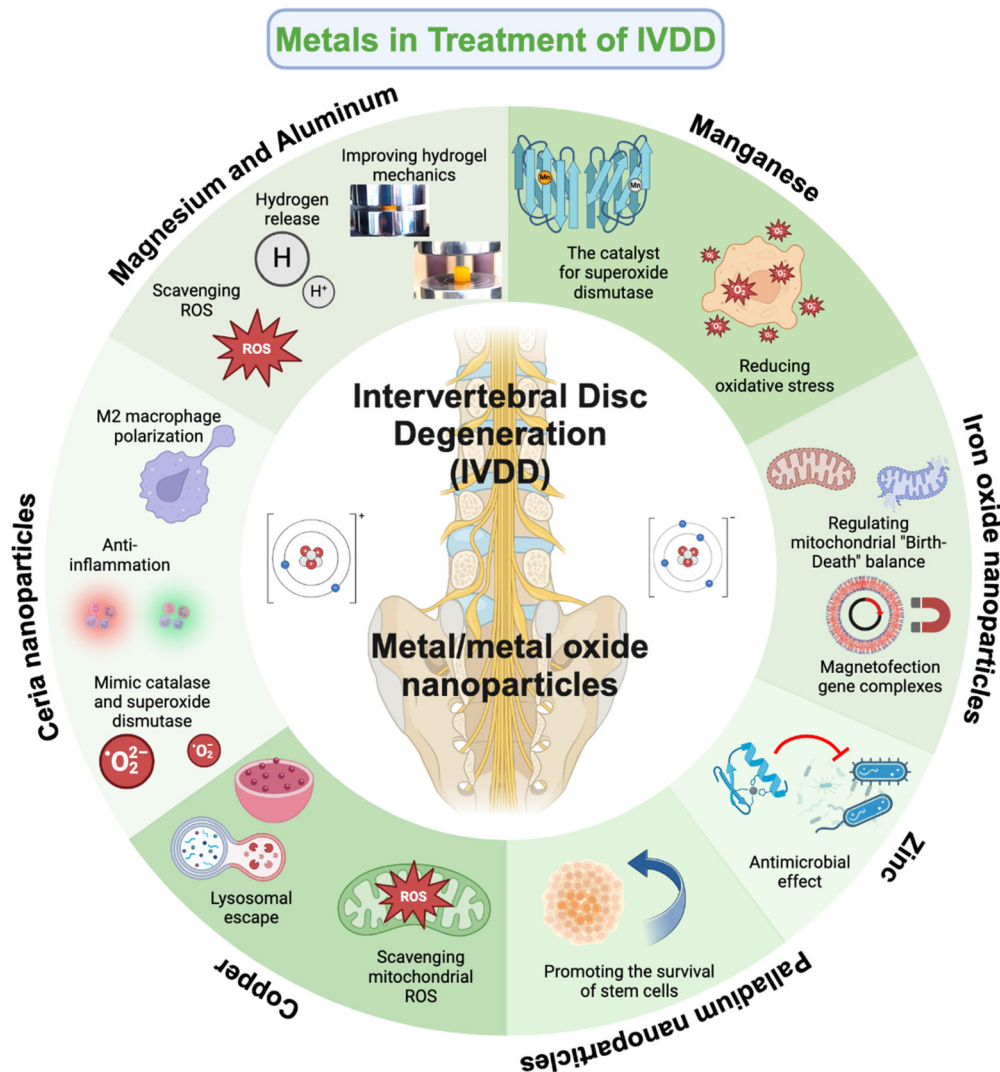 Metals in Treatment of IVDD
Magnesium and Aluminum
Improving hydrogel
mechanics
Hydrogen
release
H
H⁺
Scavenging
ROS
ROS
Manganese
Mn
Mn
The catalyst
for superoxide
dismutase
Reducing
oxidative stress
Iron oxide nanoparticles
Regulating
mitochondrial "Birth-
Death" balance
Magnetofection
gene complexes
Zinc
Antimicrobial
effect
Palladium nanoparticles
Promoting the survival
of stem cells
Copper
Lysosomal
escape
ROS
Scavenging
mitochondrial
ROS
Ceria nanoparticles
M2 macrophage
polarization
Anti-
inflammation
Mimic catalase
and superoxide
dismutase
•O₂²⁻
•O₂⁻
Intervertebral Disc
Degeneration
(IVDD)
+
-
Metal/metal oxide
nanoparticles